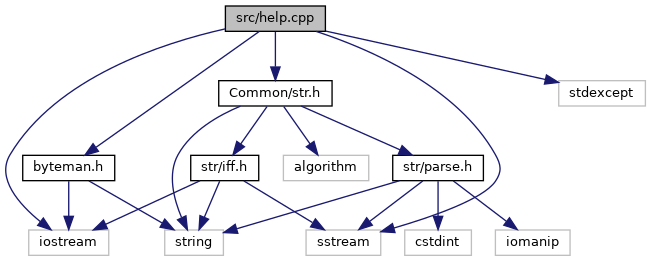 src/help.cpp
Common/str.h
stdexcept
byteman.h
str/iff.h
algorithm
str/parse.h
iostream
string
sstream
cstdint
iomanip